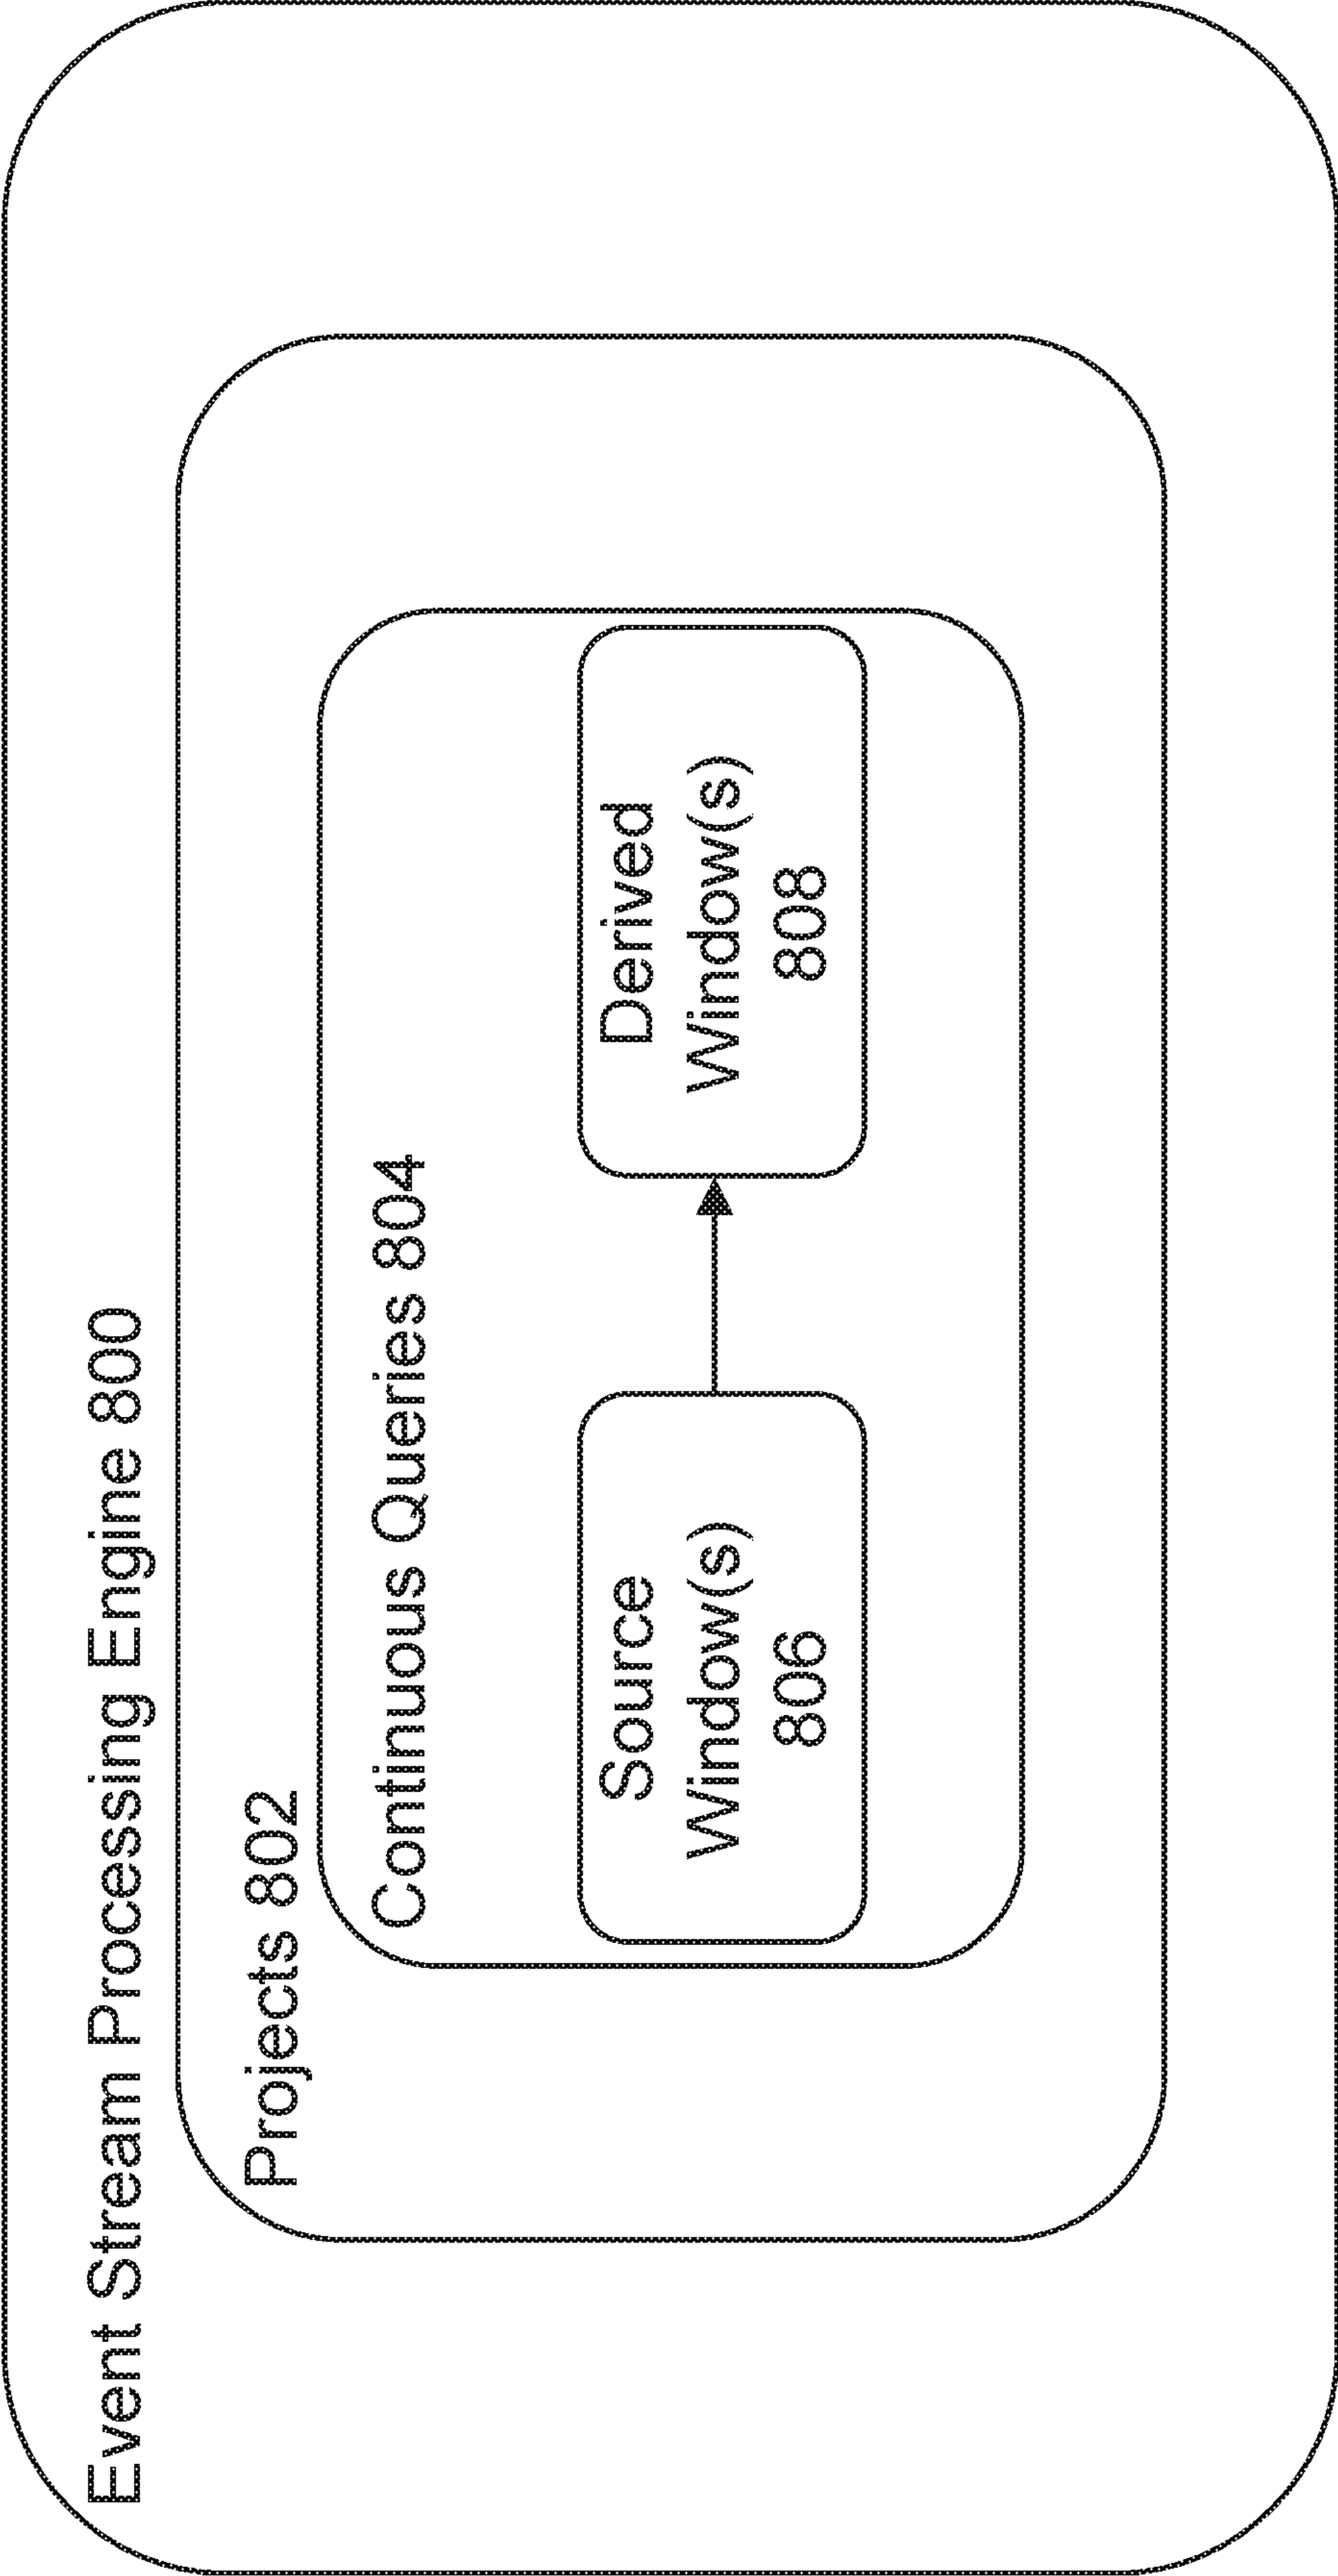 Event Stream Processing Engine 800
Projects 802
Continuous Queries 804
Source
Window(s)
806
Derived
Window(s)
808